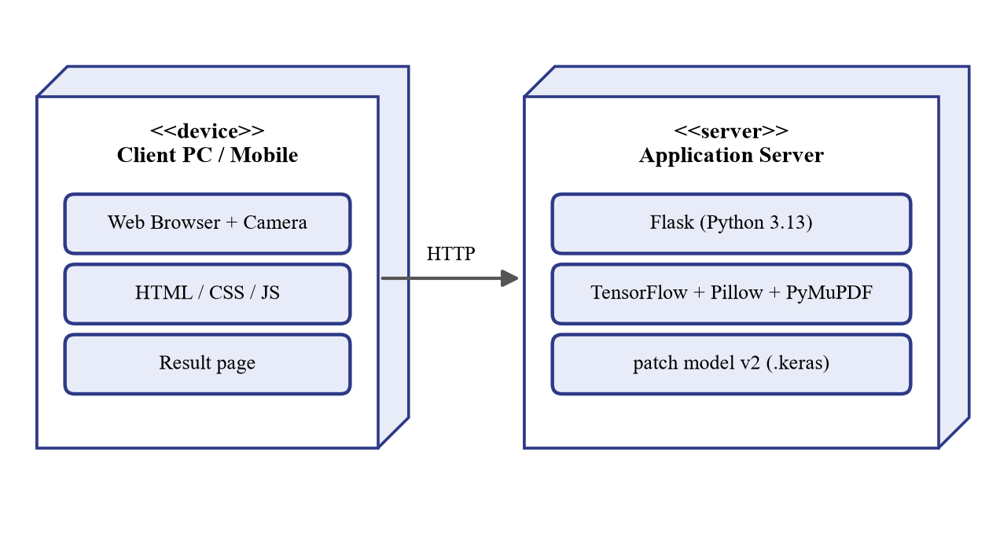 <<device>>
Client PC / Mobile
Web Browser + Camera
HTML / CSS / JS
Result page
HTTP
<<server>>
Application Server
Flask (Python 3.13)
TensorFlow + Pillow + PyMuPDF
patch model v2 (.keras)